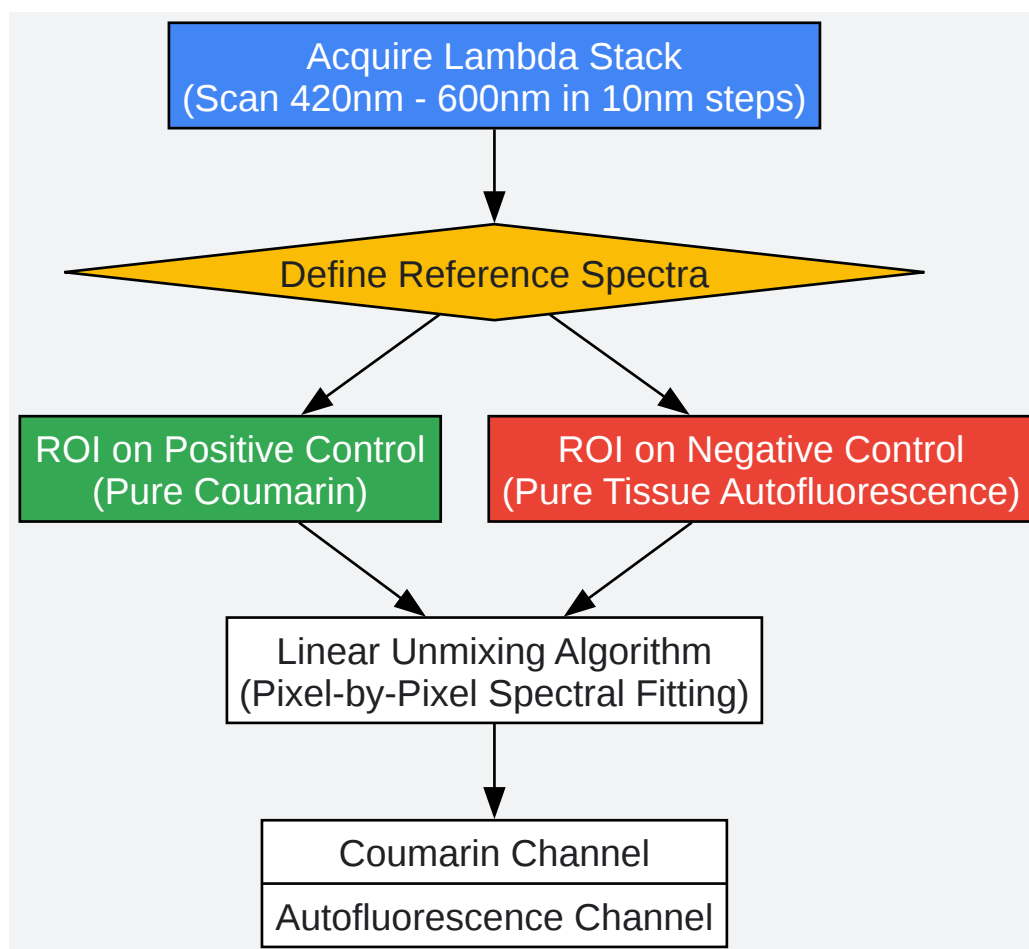 Acquire Lambda Stack
(Scan 420nm - 600nm in 10nm steps)
Define Reference Spectra
ROI on Positive Control
(Pure Coumarin)
ROI on Negative Control
(Pure Tissue Autofluorescence)
Linear Unmixing Algorithm
(Pixel-by-Pixel Spectral Fitting)
Coumarin Channel
Autofluorescence Channel